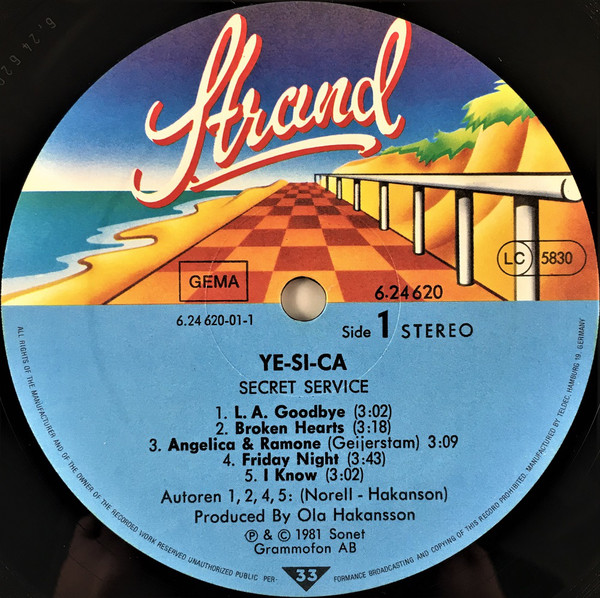 Strand
GEMA
LC 5830
6.24 620
6.24 620-01-1
Side 1 STEREO
YE-SI-CA
SECRET SERVICE
1. L. A. Goodbye (3:02)
2. Broken Hearts (3:18)
3. Angelica & Ramone (Geijerstam) 3:09
4. Friday Night (3:43)
5. I Know (3:02)
Autoren 1, 2, 4, 5: (Norell - Hakanson)
Produced By Ola Hakansson
Ⓟ & © 1981 Sonet
Grammofon AB
ALL RIGHTS OF THE MANUFACTURER AND OF THE OWNER OF THE RECORDED WORK RESERVED UNAUTHORIZED PUBLIC PER-
33
FORMANCE BROADCASTING AND COPYING OF THIS RECORD PROHIBITED, MANUFACTURED BY TELDEC, HAMBURG 19, GERMANY